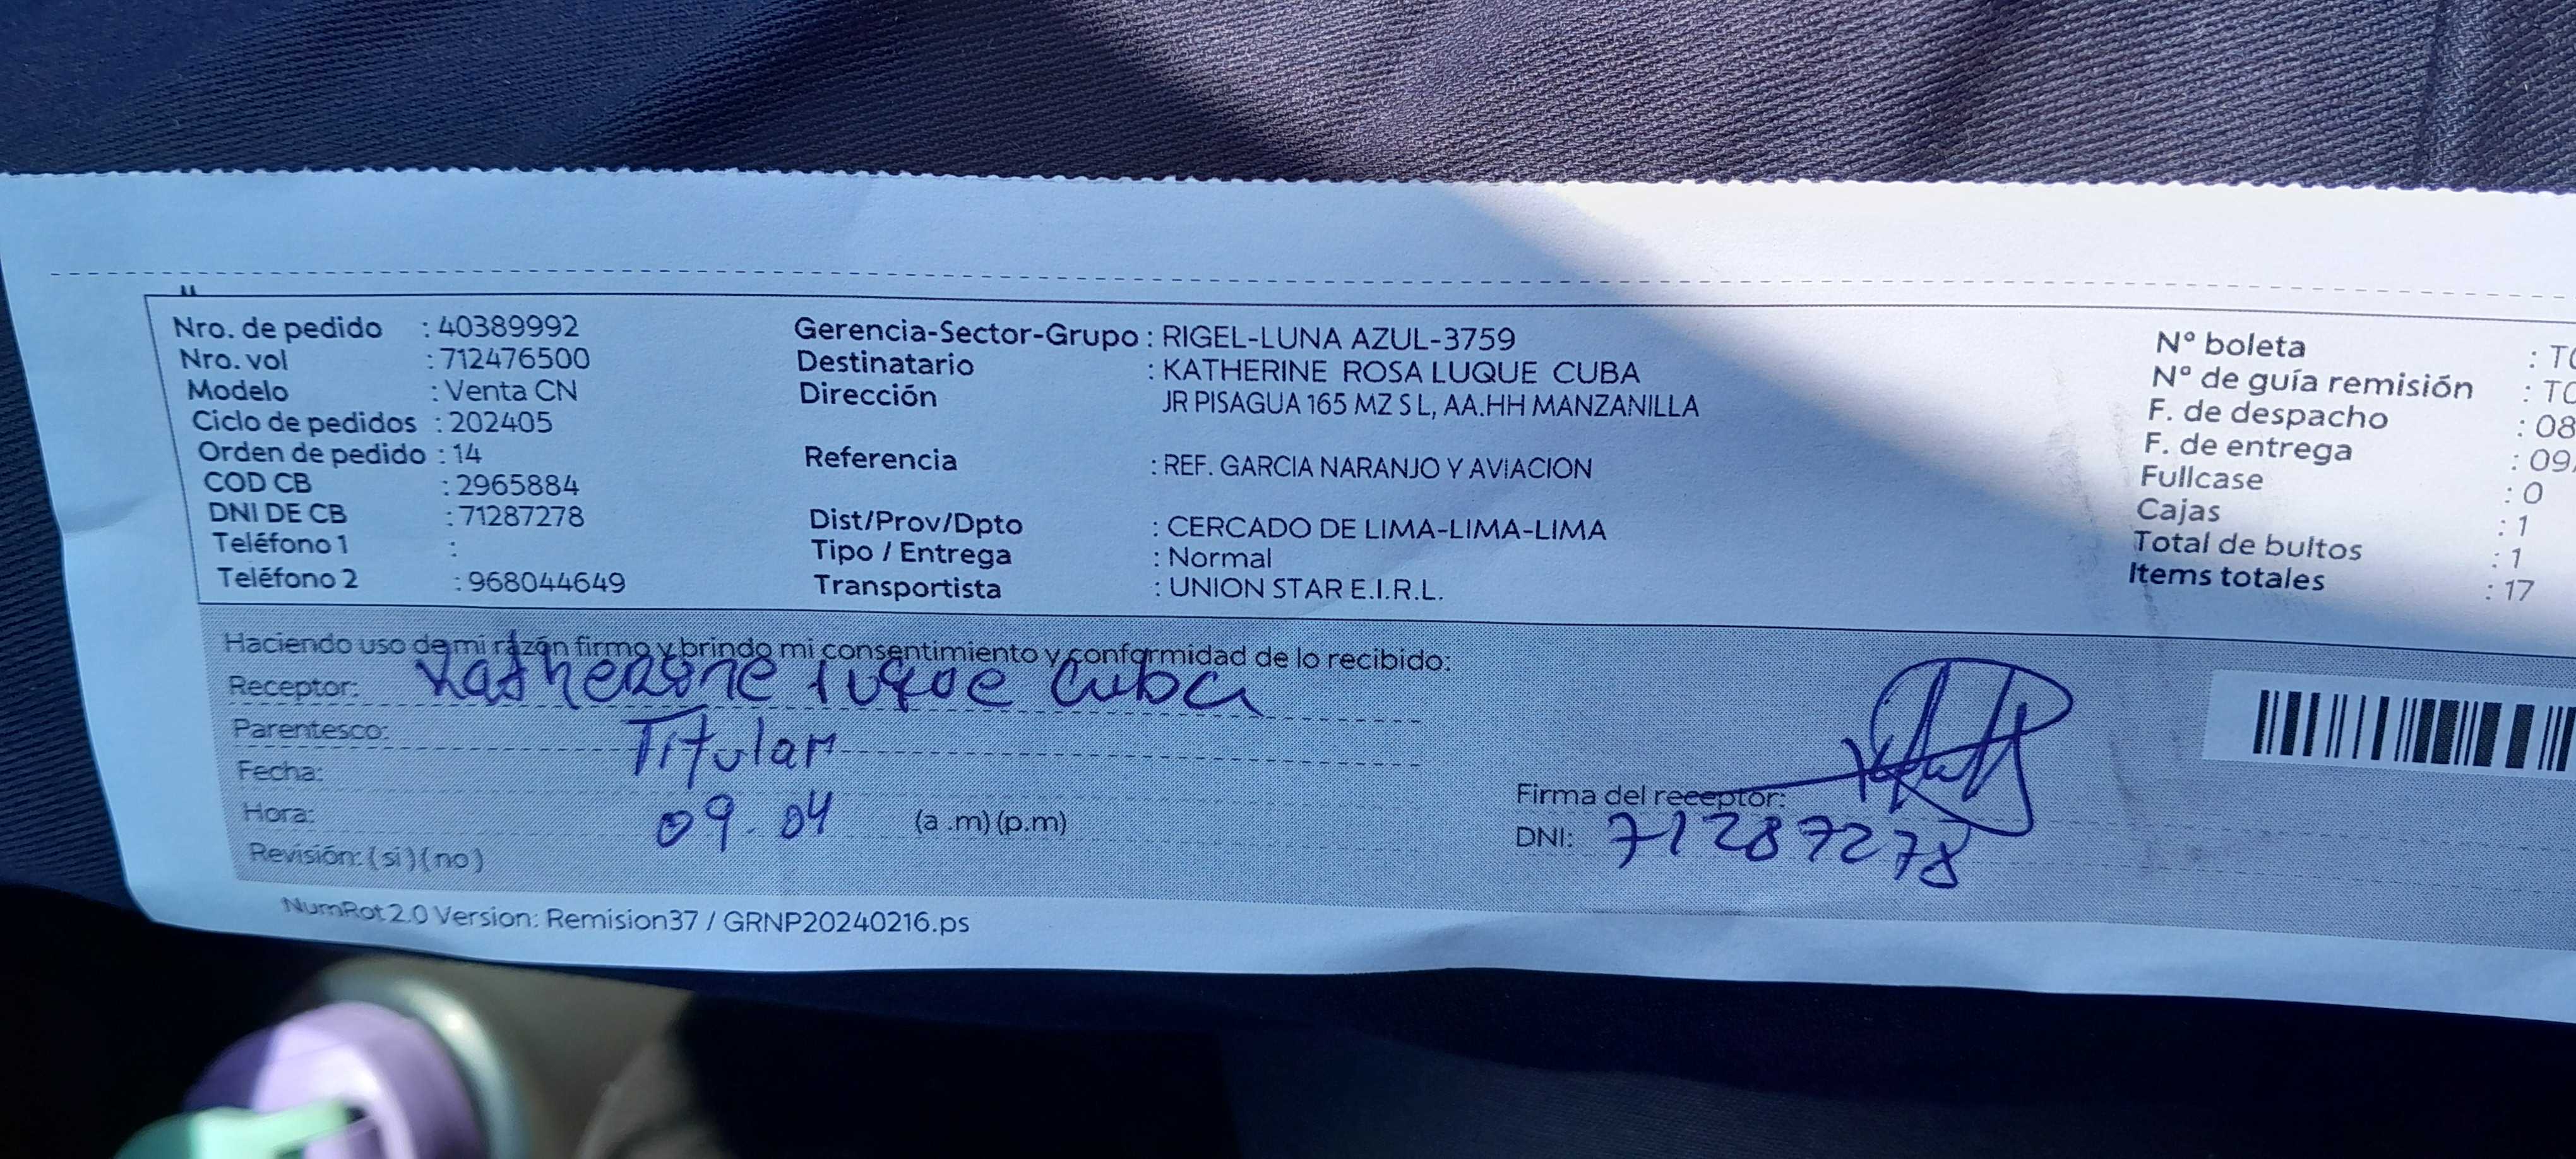 Nro. de pedido : 40389992
Nro. vol : 712476500
Modelo : Venta CN
Ciclo de pedidos : 202405
Orden de pedido : 14
COD CB : 2965884
DNI DE CB : 71287278
Teléfono 1 :
Teléfono 2 : 968044649
Gerencia-Sector-Grupo : RIGEL-LUNA AZUL-3759
Destinatario : KATHERINE ROSA LUQUE CUBA
Dirección
JR PISAGUA 165 MZ S L, AA.HH MANZANILLA
Referencia : REF. GARCIA NARANJO Y AVIACION
Dist/Prov/Dpto : CERCADO DE LIMA-LIMA-LIMA
Tipo / Entrega : Normal
Transportista : UNION STAR E.I.R.L.
N° boleta :
N° de guía remisión :
F. de despacho : 08
F. de entrega : 09
Fullcase : 0
Cajas : 1
Total de bultos : 1
Items totales : 17
Haciendo uso de mi razón firmo y brindo mi consentimiento y conformidad de lo recibido:
Receptor: Katherine Luque Cuba
Parentesco: Titular
Fecha:
Hora: 09-04 (a .m) (p.m)
Revisión: (si) (no)
Firma del receptor:
DNI: 71287278
NumRot 2.0 Version: Remision37 / GRNP20240216.ps